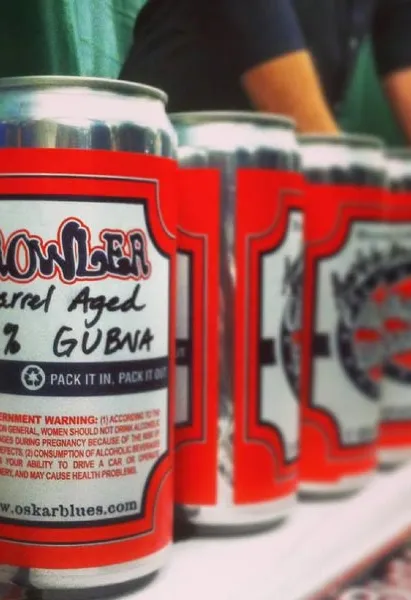 ROWLER
arrel Aged
% GUBNA
PACK IT IN, PACK IT OUT
ERNMENT WARNING: (1) ACCORDING TO THE
ON GENERAL, WOMEN SHOULD NOT DRINK ALCOHOLIC
AGES DURING PREGNANCY BECAUSE OF THE RISK OF
EFECTS. (2) CONSUMPTION OF ALCOHOLIC BEVERAGES
S YOUR ABILITY TO DRIVE A CAR OR OPERATE
ERY, AND MAY CAUSE HEALTH PROBLEMS.
w.oskarblues.com